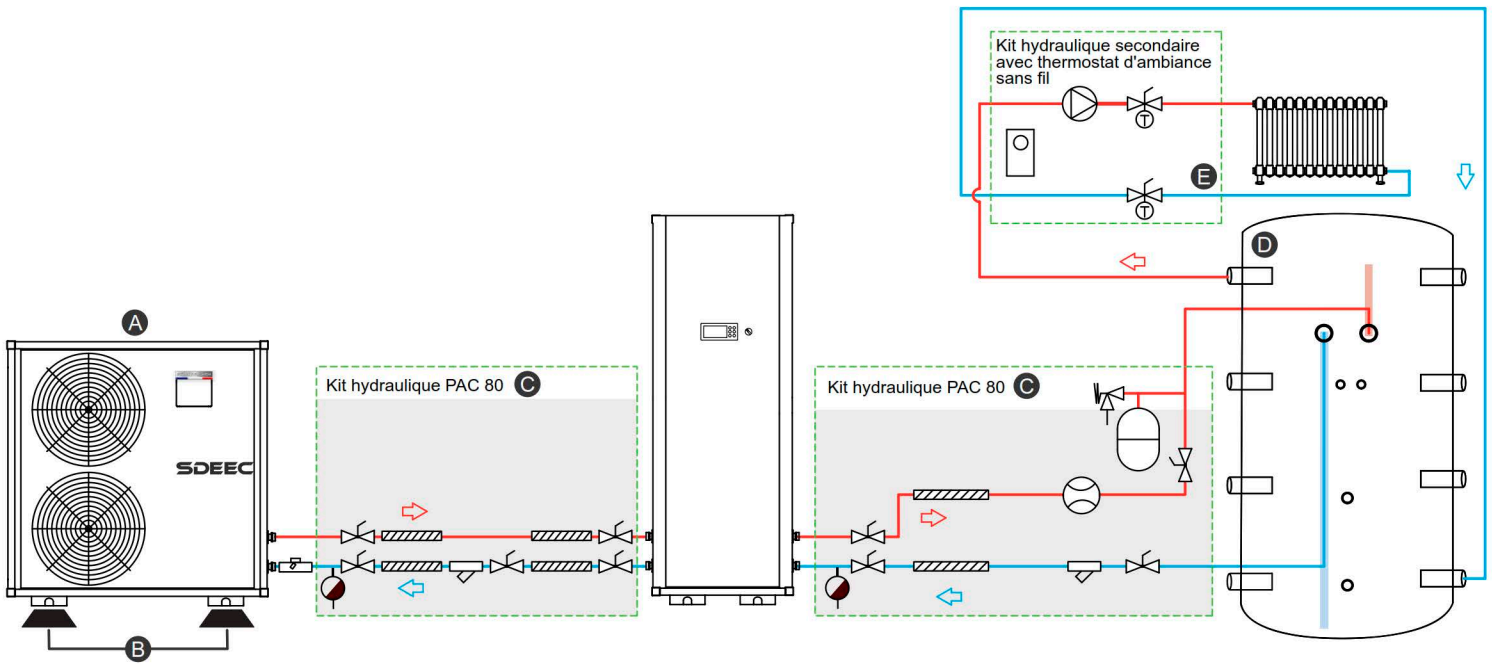 Kit hydraulique secondaire
avec thermostat d'ambiance
sans fil
T
E
T
D
A
Kit hydraulique PAC 80 C
Kit hydraulique PAC 80 C
SDEEC
B